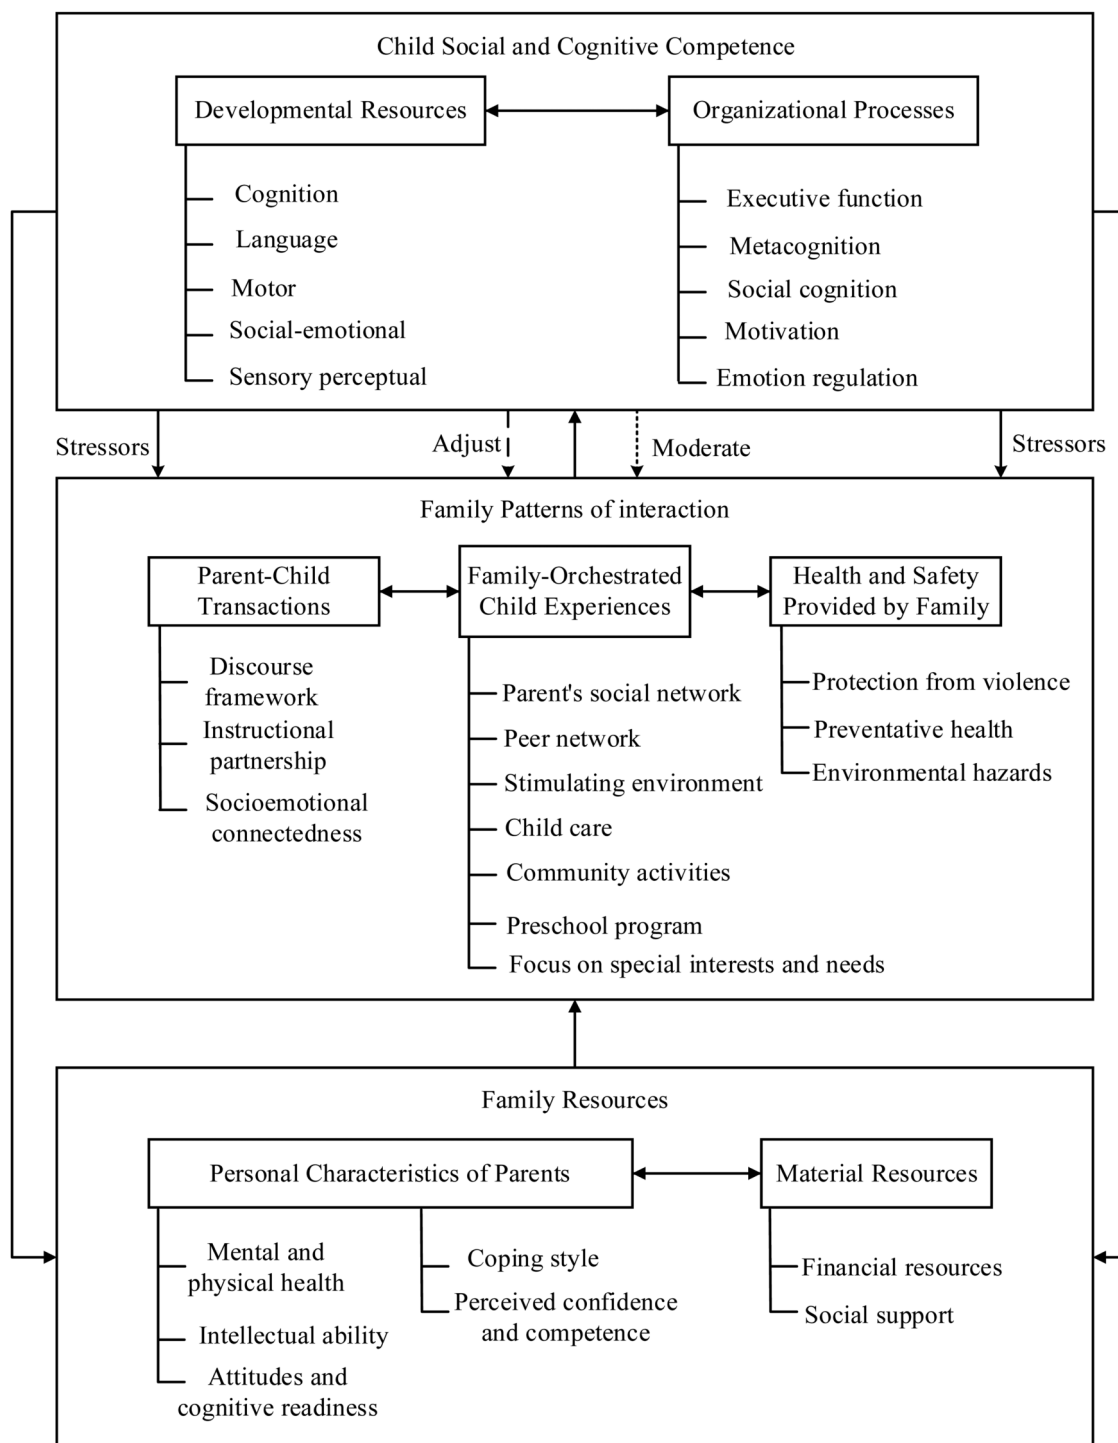 Child Social and Cognitive Competence
Developmental Resources
Organizational Processes
Cognition
Language
Motor
Social-emotional
Sensory perceptual
Executive function
Metacognition
Social cognition
Motivation
Emotion regulation
Stressors
Adjust
Moderate
Stressors
Family Patterns of interaction
Parent-Child
Transactions
Family-Orchestrated
Child Experiences
Health and Safety
Provided by Family
Discourse
framework
Instructional
partnership
Socioemotional
connectedness
Parent's social network
Peer network
Stimulating environment
Child care
Community activities
Preschool program
Focus on special interests and needs
Protection from violence
Preventative health
Environmental hazards
Family Resources
Personal Characteristics of Parents
Material Resources
Mental and
physical health
Intellectual ability
Attitudes and
cognitive readiness
Coping style
Perceived confidence
and competence
Financial resources
Social support